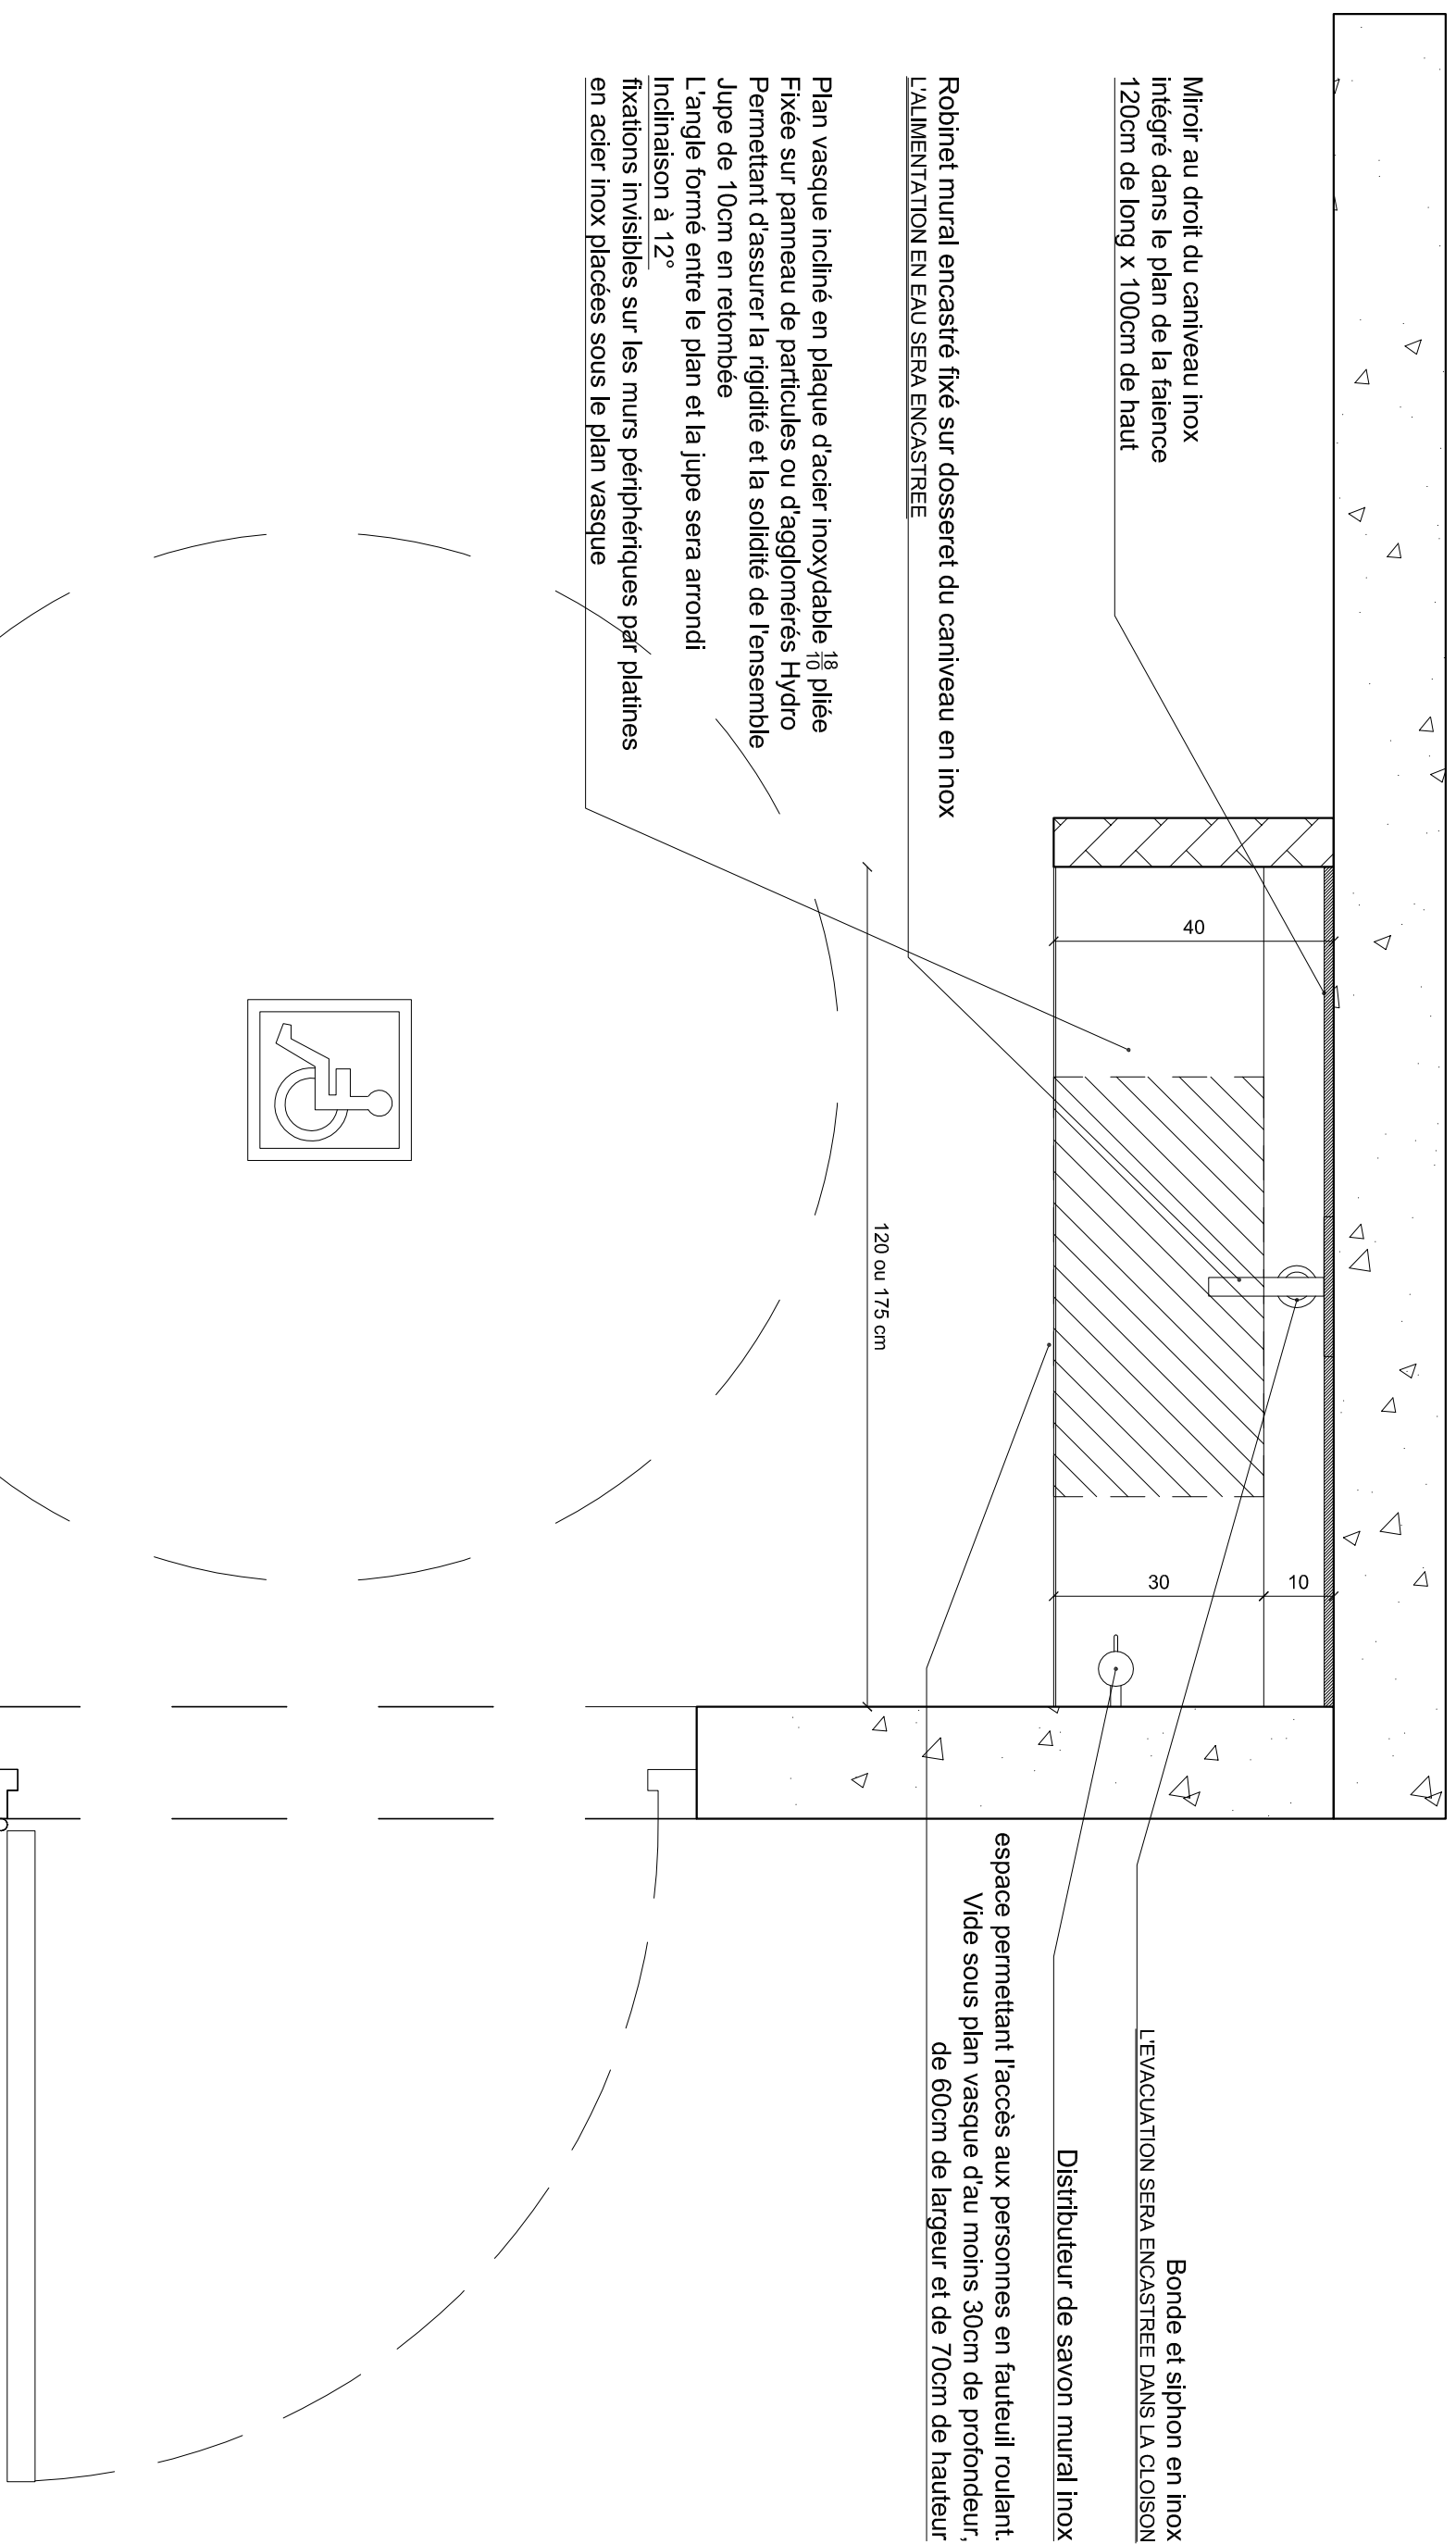 Miroir au droit du caniveau inox
intégré dans le plan de la faience
120cm de long x 100cm de haut
Robinet mural encastré fixé sur dosseret du caniveau en inox
L'ALIMENTATION EN EAU SERA ENCASTREE
Plan vasque incliné en plaque d'acier inoxydable 18/10 pliée
Fixée sur panneau de particules ou d'agglomérés Hydro
Permettant d'assurer la rigidité et la solidité de l'ensemble
Jupe de 10cm en retombée
L'angle formé entre le plan et la jupe sera arrondi
Inclinaison à 12°
fixations invisibles sur les murs périphériques par platines
en acier inox placées sous le plan vasque
40
120 ou 175 cm
30
10
Bonde et siphon en inox
L'EVACUATION SERA ENCASTREE DANS LA CLOISON
Distributeur de savon mural inox
espace permettant l'accès aux personnes en fauteuil roulant.
Vide sous plan vasque d'au moins 30cm de profondeur,
de 60cm de largeur et de 70cm de hauteur